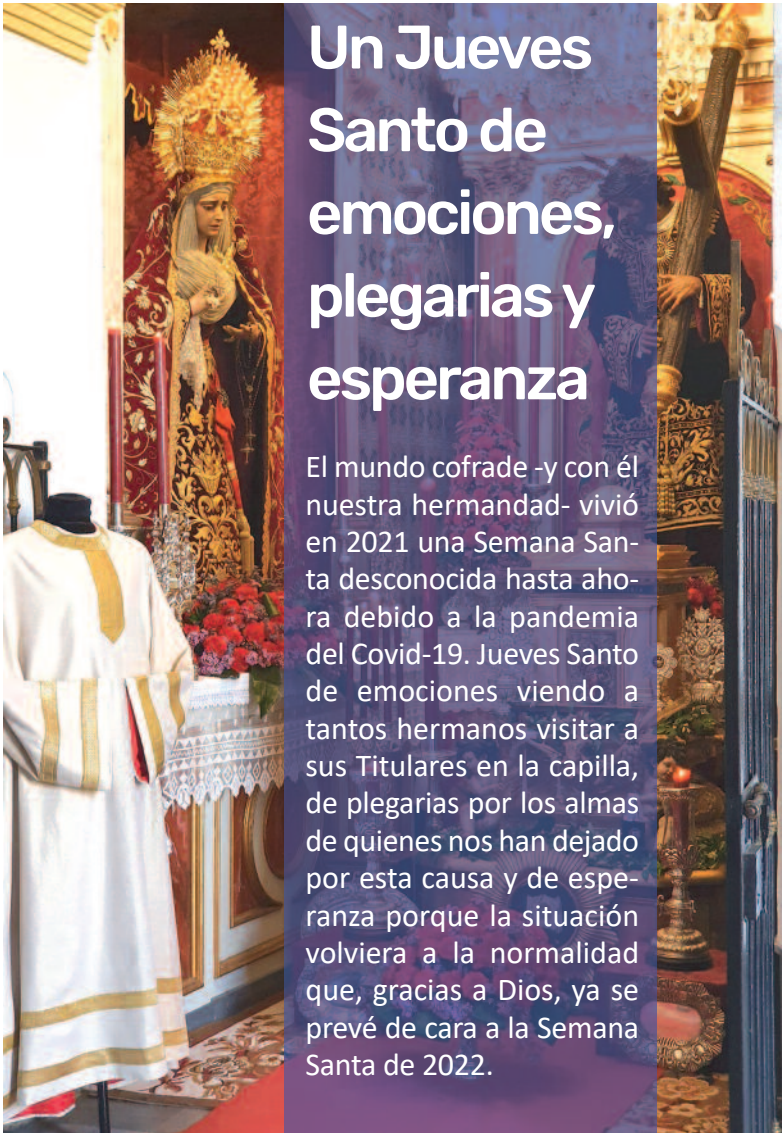 Un Jueves
Santo de
emociones,
plegarias y
esperanza
El mundo cofrade -y con él
nuestra hermandad- vivió
en 2021 una Semana San-
ta desconocida hasta aho-
ra debido a la pandemia
del Covid-19. Jueves Santo
de emociones viendo a
tantos hermanos visitar a
sus Titulares en la capilla,
de plegarias por los almas
de quienes nos han dejado
por esta causa y de espe-
ranza porque la situación
volviera a la normalidad
que, gracias a Dios, ya se
prevé de cara a la Semana
Santa de 2022.